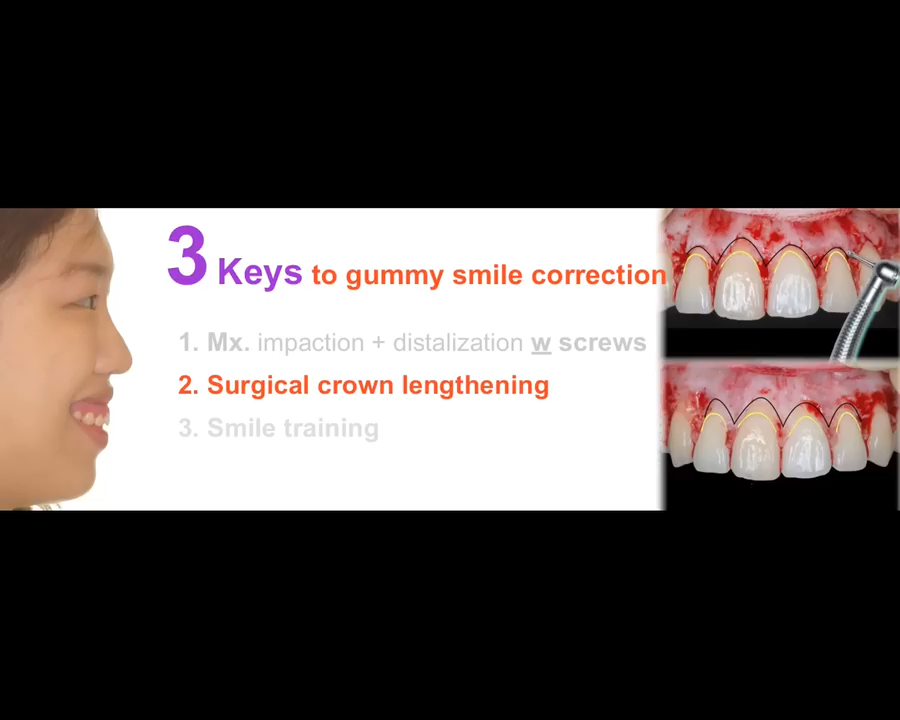 3 Keys to gummy smile correction
1. Mx. impaction + distalization w screws
2. Surgical crown lengthening
3. Smile training